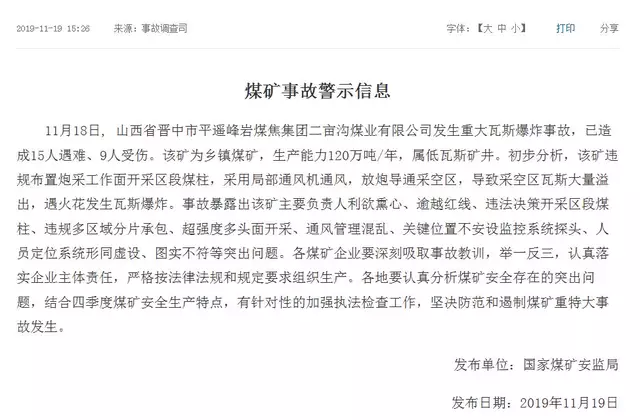 2019-11-19 15:26 来源：事故调查司 字体：【大 中 小】 打印 分享
煤矿事故警示信息
11月18日，山西省晋中市平遥峰岩煤焦集团二亩沟煤业有限公司发生重大瓦斯爆炸事故，已造
成15人遇难、9人受伤。该矿为乡镇煤矿，生产能力120万吨/年，属低瓦斯矿井。初步分析，该矿违
规布置炮采工作面开采区段煤柱，采用局部通风机通风，放炮导通采空区，导致采空区瓦斯大量溢
出，遇火花发生瓦斯爆炸。事故暴露出该矿主要负责人利欲熏心、逾越红线、违法决策开采区段煤
柱、违规多区域分片承包、超强度多头面开采、通风管理混乱、关键位置不安设监控系统探头、人
员定位系统形同虚设、图实不符等突出问题。各煤矿企业要深刻吸取事故教训，举一反三，认真落
实企业主体责任，严格按法律法规和规定要求组织生产。各地要认真分析煤矿安全存在的突出问
题，结合四季度煤矿安全生产特点，有针对性的加强执法检查工作，坚决防范和遏制煤矿重特大事
故发生。
发布单位：国家煤矿安监局
发布日期：2019年11月19日